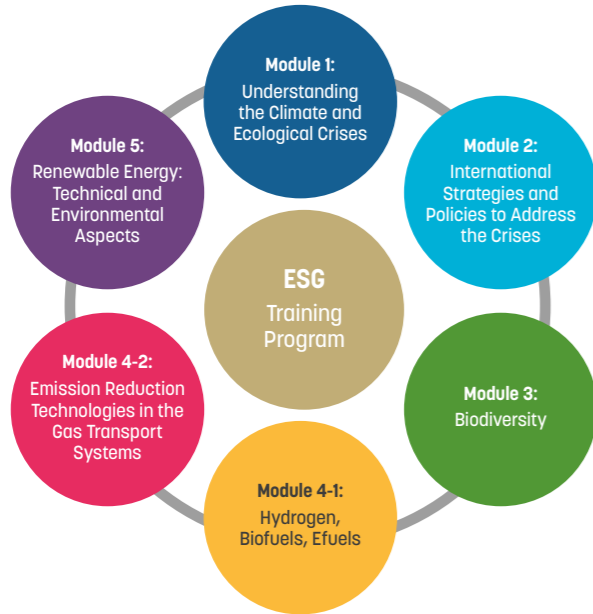 Module 1:
Understanding
the Climate and
Ecological Crises
Module 2:
International
Strategies and
Policies to Address
the Crises
Module 3:
Biodiversity
Module 4-1:
Hydrogen,
Biofuels, Efuels
Module 4-2:
Emission Reduction
Technologies in the
Gas Transport
Systems
Module 5:
Renewable Energy:
Technical and
Environmental
Aspects
ESG
Training
Program